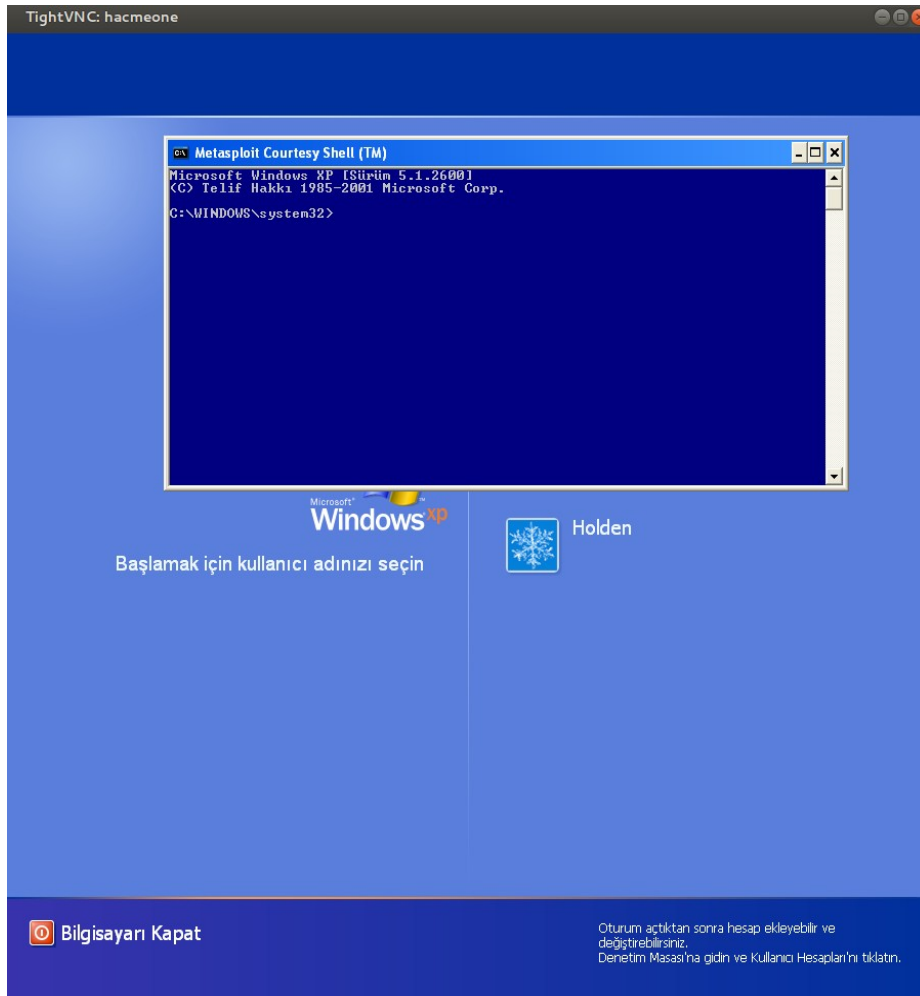 TightVNC: hacmeone
Metasploit Courtesy Shell (TM)
Microsoft Windows XP [Sürüm 5.1.2600]
(C) Telif Hakkı 1985-2001 Microsoft Corp.
C:\WINDOWS\system32>
Microsoft®
Windows xp
Başlamak için kullanıcı adınızı seçin
Holden
Bilgisayarı Kapat
Oturum açtıktan sonra hesap ekleyebilir ve
değiştirebilirsiniz.
Denetim Masası'na gidin ve Kullanıcı Hesapları'nı tıklatın.